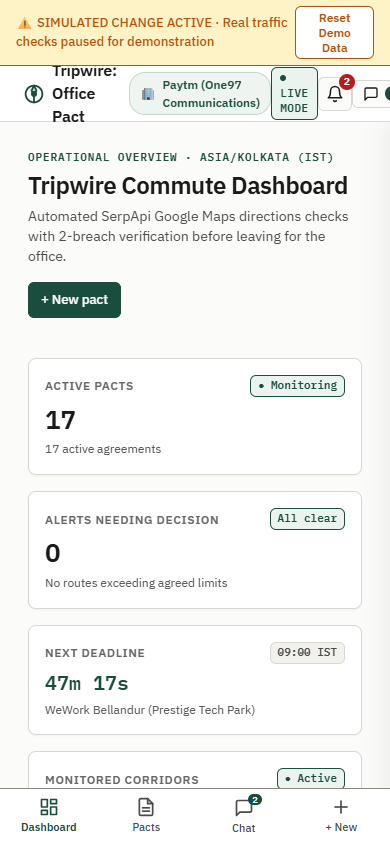 ⚠️ SIMULATED CHANGE ACTIVE · Real traffic
checks paused for demonstration
Reset
Demo
Data
Tripwire:
Office
Pact
Paytm (One97
Communications)
● LIVE
MODE
2
OPERATIONAL OVERVIEW · ASIA/KOLKATA (IST)
Tripwire Commute Dashboard
Automated SerpApi Google Maps directions checks
with 2-breach verification before leaving for the
office.
+ New pact
ACTIVE PACTS
● Monitoring
17
17 active agreements
ALERTS NEEDING DECISION
All clear
0
No routes exceeding agreed limits
NEXT DEADLINE
09:00 IST
47m 17s
WeWork Bellandur (Prestige Tech Park)
MONITORED CORRIDORS
● Active
Dashboard
Pacts
2
Chat
+ New